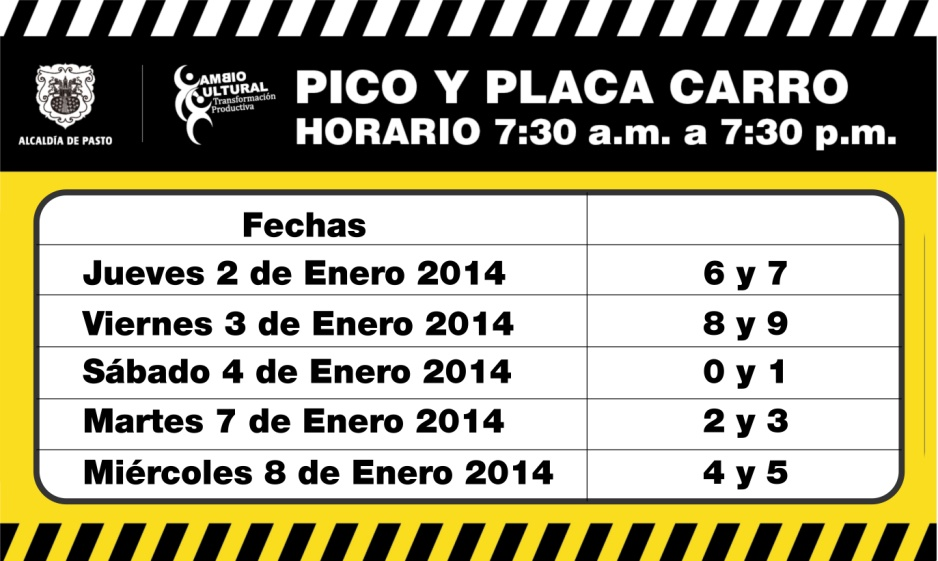 ALCALDÍA DE PASTO
CAMBIO
CULTURAL
Transformación
Productiva
PICO Y PLACA CARRO
HORARIO 7:30 a.m. a 7:30 p.m.
Fechas
Jueves 2 de Enero 2014 6 y 7
Viernes 3 de Enero 2014 8 y 9
Sábado 4 de Enero 2014 0 y 1
Martes 7 de Enero 2014 2 y 3
Miércoles 8 de Enero 2014 4 y 5